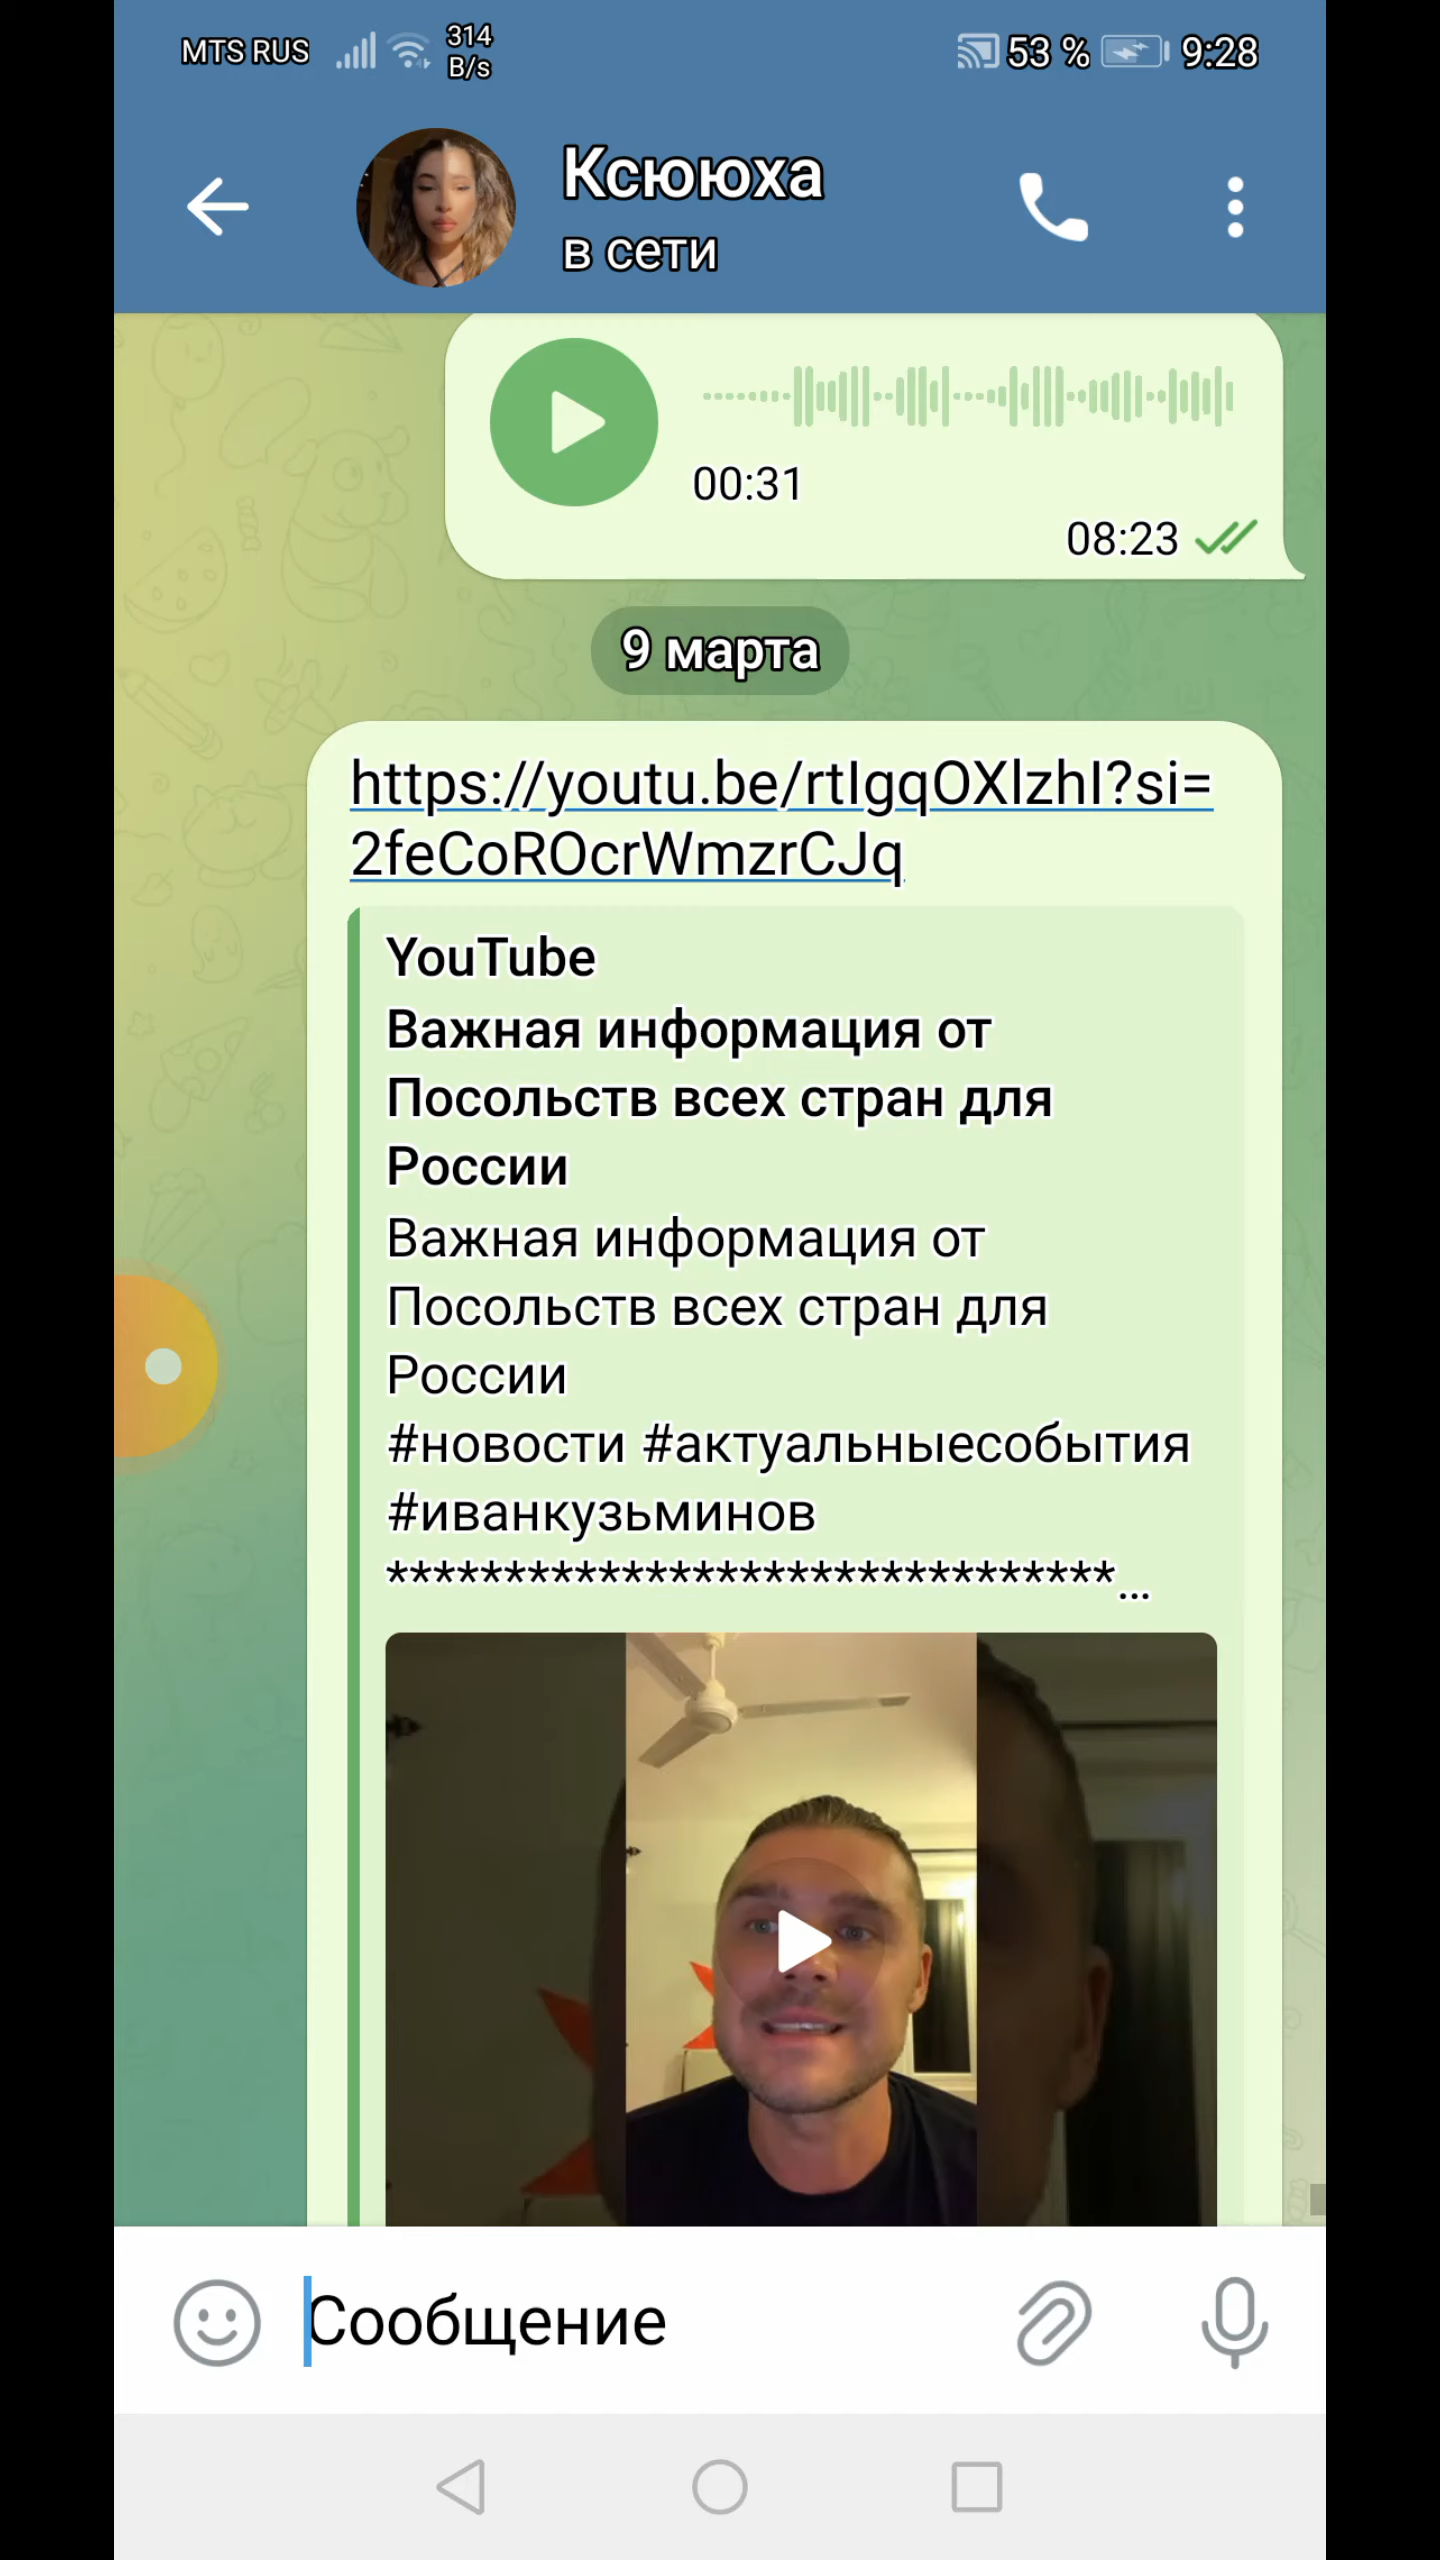 MTS RUS 314 B/s 53 % 9:28
Ксююха
в сети
00:31
08:23
9 марта
https://youtu.be/rtIgqOXlzhI?si=
2feCoROcrWmzrCJq
YouTube
Важная информация от
Посольств всех стран для
России
Важная информация от
Посольств всех стран для
России
#новости #актуальныесобытия
#иванкузьминов
*******************************…
Сообщение